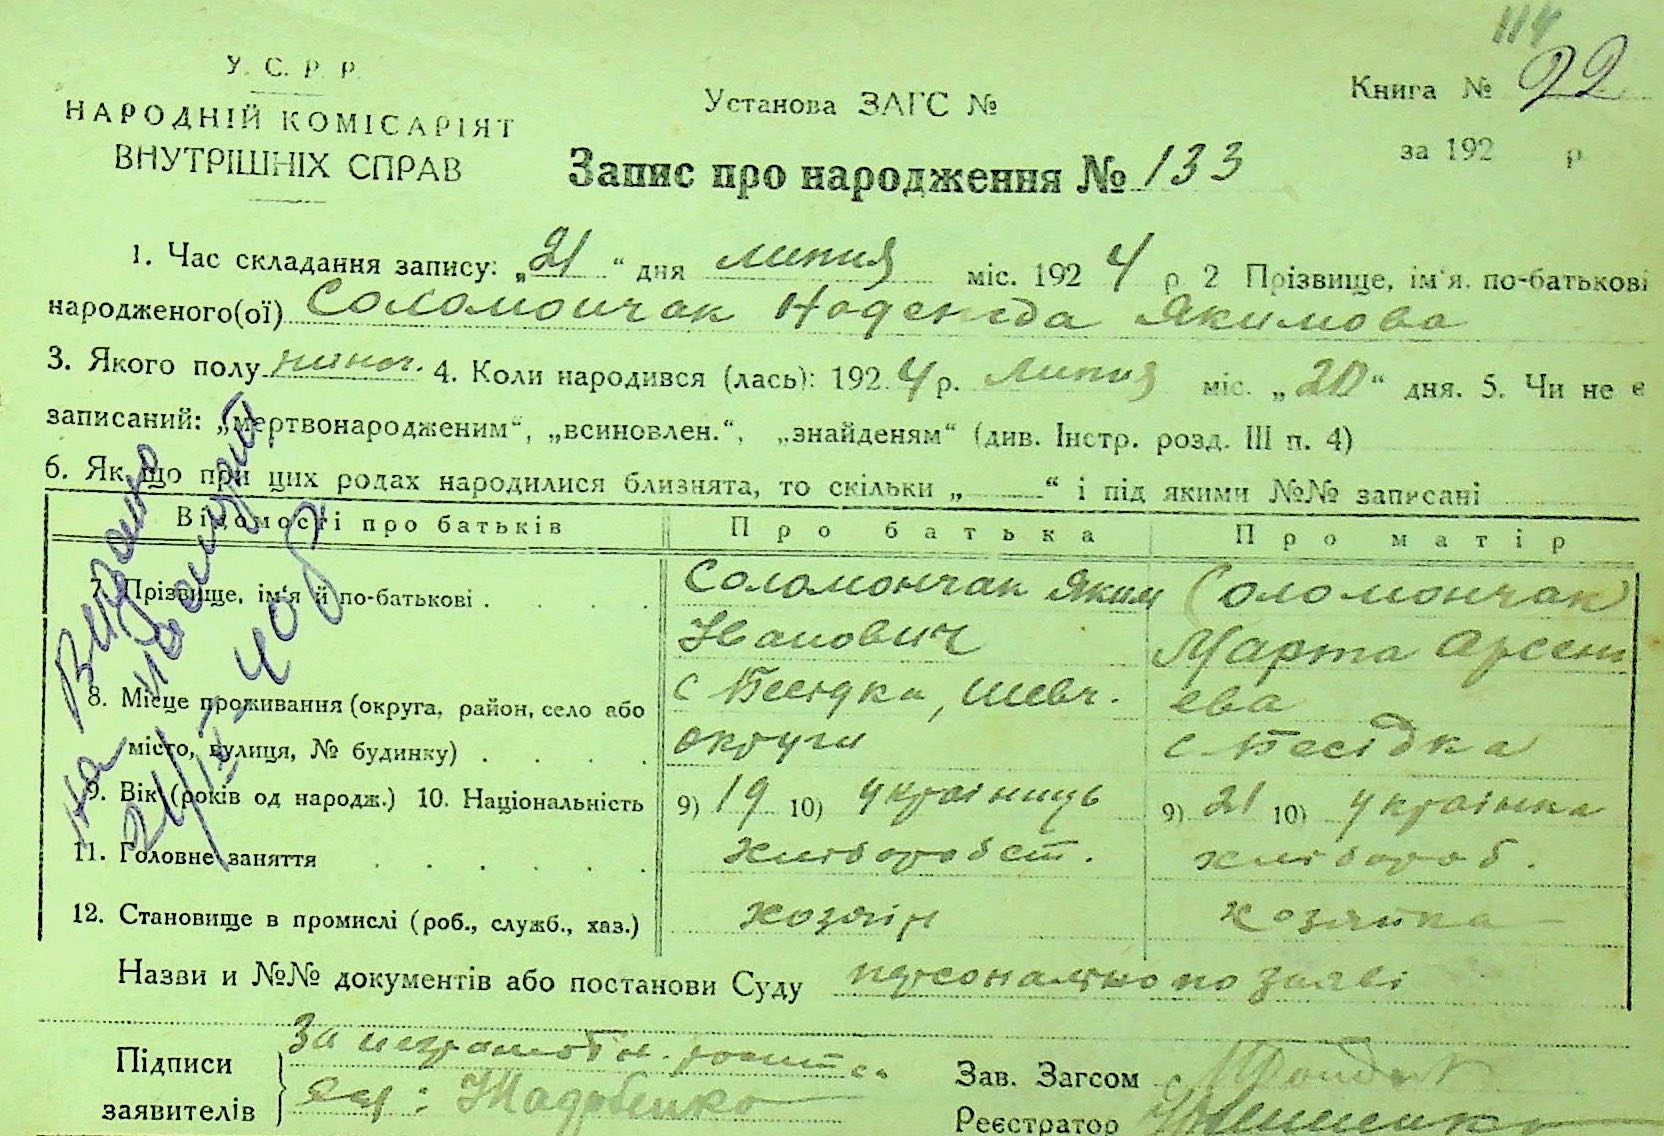 114
У. С. Р. Р.
НАРОДНІЙ КОМІСАРІЯТ
ВНУТРІШНІХ СПРАВ
Установа ЗАГС №
Книга № 22
за 192 р
Запис про народження № 133
1. Час складання запису: „21“ дня липня міс. 1924 р 2 Прізвище, ім'я, по-батькові
народженого(ої) Соломончак Надежда Якимова
3. Якого полу жіноч. 4. Коли народився (лась): 1924 р. липня міс. „20“ дня. 5. Чи не є
записаний: „мертвонародженим“, „всиновлен.“, „знайденям“ (див. Інстр. розд. III п. 4)
6. Як що при цих родах народилися близнята, то скільки „ “ і під якими №№ записані
Відомості про батьків Про батька Про матір
7. Прізвище, ім'я й по-батькові . . . . Соломончак Яким Соломончак
Іванович Марта Арсені
8. Місце проживання (округа, район, село або с Бесідка, Шевч. ева
місто, вулиця, № будинку) . . . . округи с Бесідка
9. Вік (років од народж.) 10. Національність 9) 19 10) українець 9) 21 10) українка
11. Головне заняття . . . . . хліборобст. хлібороб.
12. Становище в промислі (роб., служб., хаз.) хозяїн хозяйка
Назви и №№ документів або постанови Суду персонально по заяві
Підписи
заявителів
За неграмотн.
Зав. Загсом
Реєстратор
Видано
на